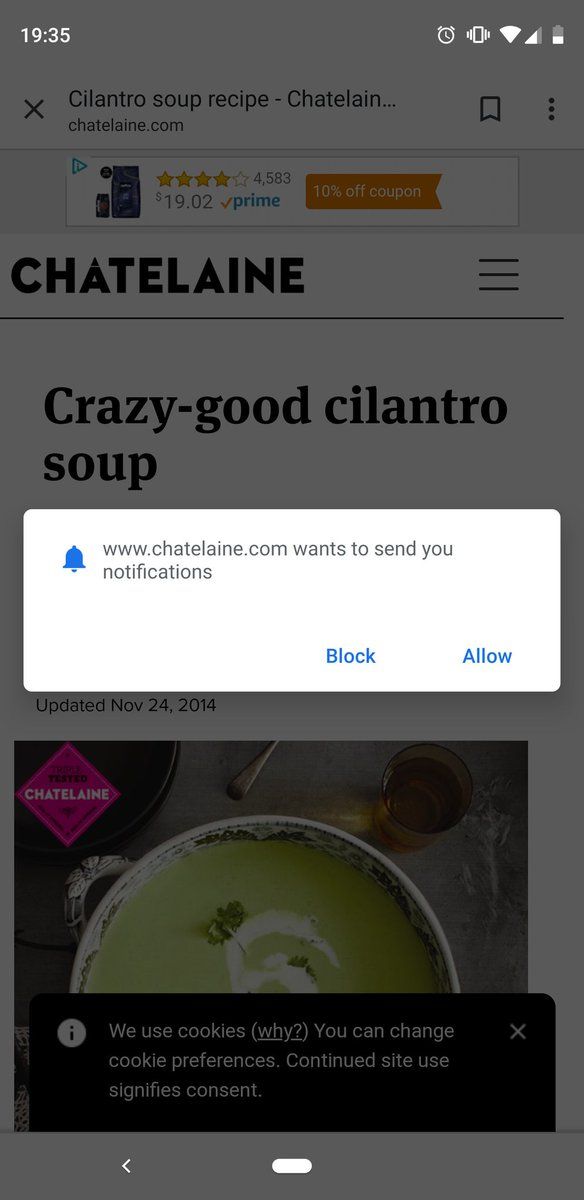 19:35
Cilantro soup recipe - Chatelain...
chatelaine.com
4,583
$19.02 prime
10% off coupon
CHATELAINE
Crazy-good cilantro
soup
www.chatelaine.com wants to send you
notifications
Block
Allow
Updated Nov 24, 2014
TRIPLE
TESTED
CHATELAINE
We use cookies (why?) You can change
cookie preferences. Continued site use
signifies consent.